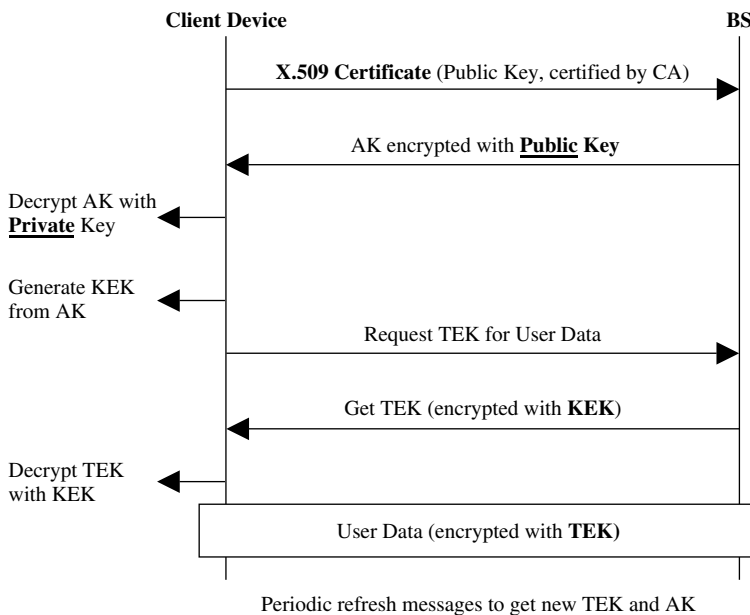 Client Device
BS
X.509 Certificate (Public Key, certified by CA)
AK encrypted with Public Key
Decrypt AK with
Private Key
Generate KEK
from AK
Request TEK for User Data
Get TEK (encrypted with KEK)
Decrypt TEK
with KEK
User Data (encrypted with TEK)
Periodic refresh messages to get new TEK and AK